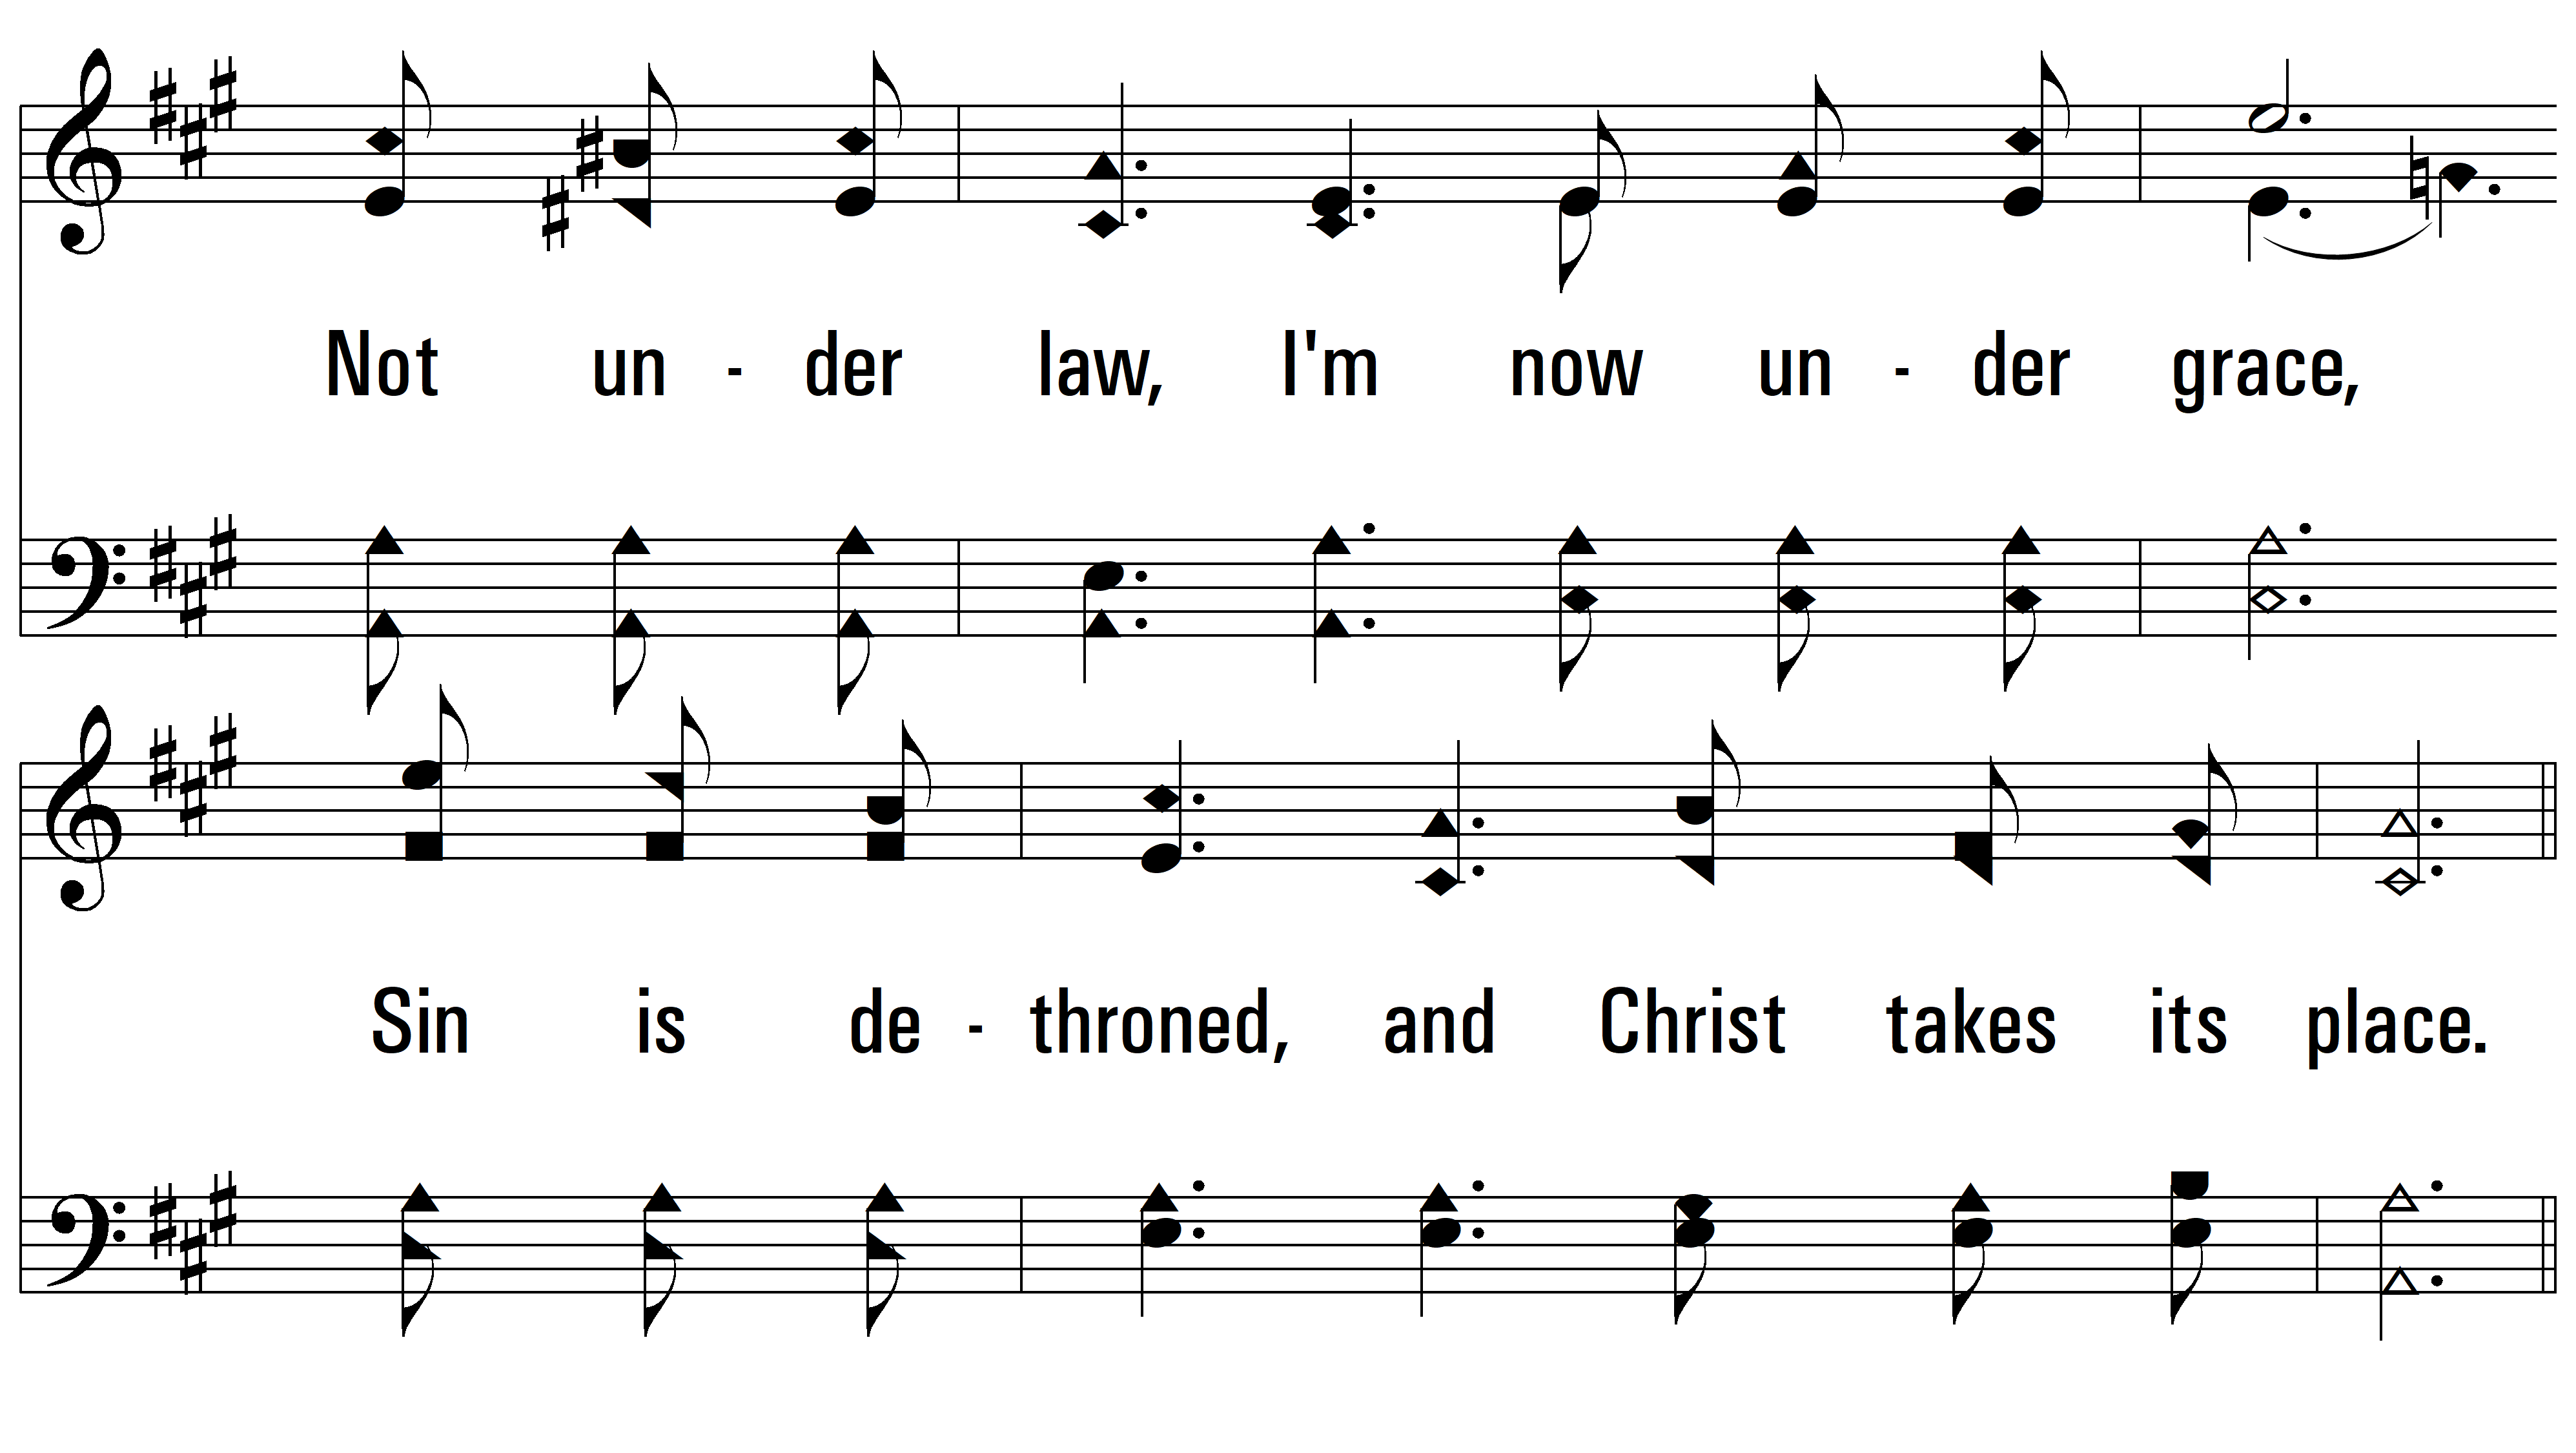 Not un - der law, I'm now un - der grace,
Sin is de - throned, and Christ takes its place.